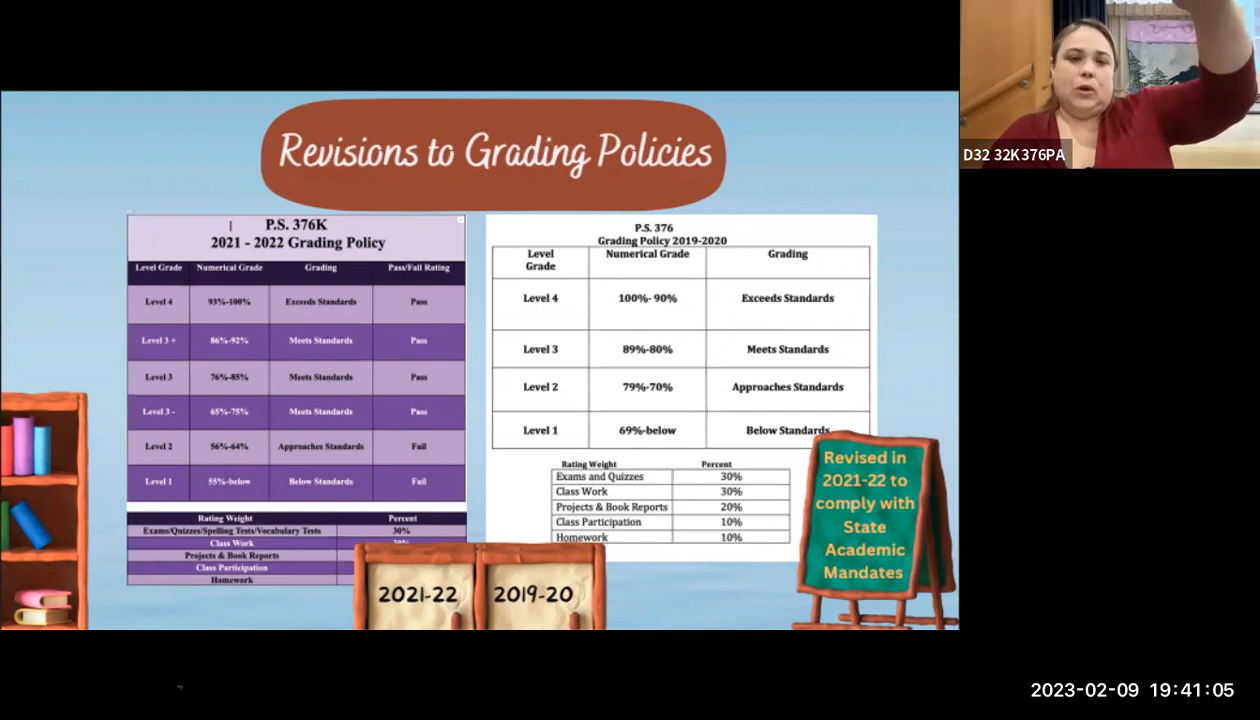 Revisions to Grading Policies
P.S. 376K
2021 - 2022 Grading Policy
Level Grade Numerical Grade Grading Pass/Fail Rating
Level 4 93%-100% Exceeds Standards Pass
Level 3 + 86%-92% Meets Standards Pass
Level 3 76%-85% Meets Standards Pass
Level 3 - 65%-75% Meets Standards Pass
Level 2 56%-64% Approaches Standards Fail
Level 1 55%-below Below Standards Fail
Rating Weight Percent
Exams/Quizzes/Spelling Tests/Vocabulary Tests 30%
Class Work
Projects & Book Reports
Class Participation
Homework
P.S. 376
Grading Policy 2019-2020
Level Grade Numerical Grade Grading
Level 4 100%- 90% Exceeds Standards
Level 3 89%-80% Meets Standards
Level 2 79%-70% Approaches Standards
Level 1 69%-below Below Standards
Rating Weight Percent
Exams and Quizzes 30%
Class Work 30%
Projects & Book Reports 20%
Class Participation 10%
Homework 10%
2021-22
2019-20
Revised in
2021-22 to
comply with
State
Academic
Mandates
D32 32K376PA
2023-02-09 19:41:05